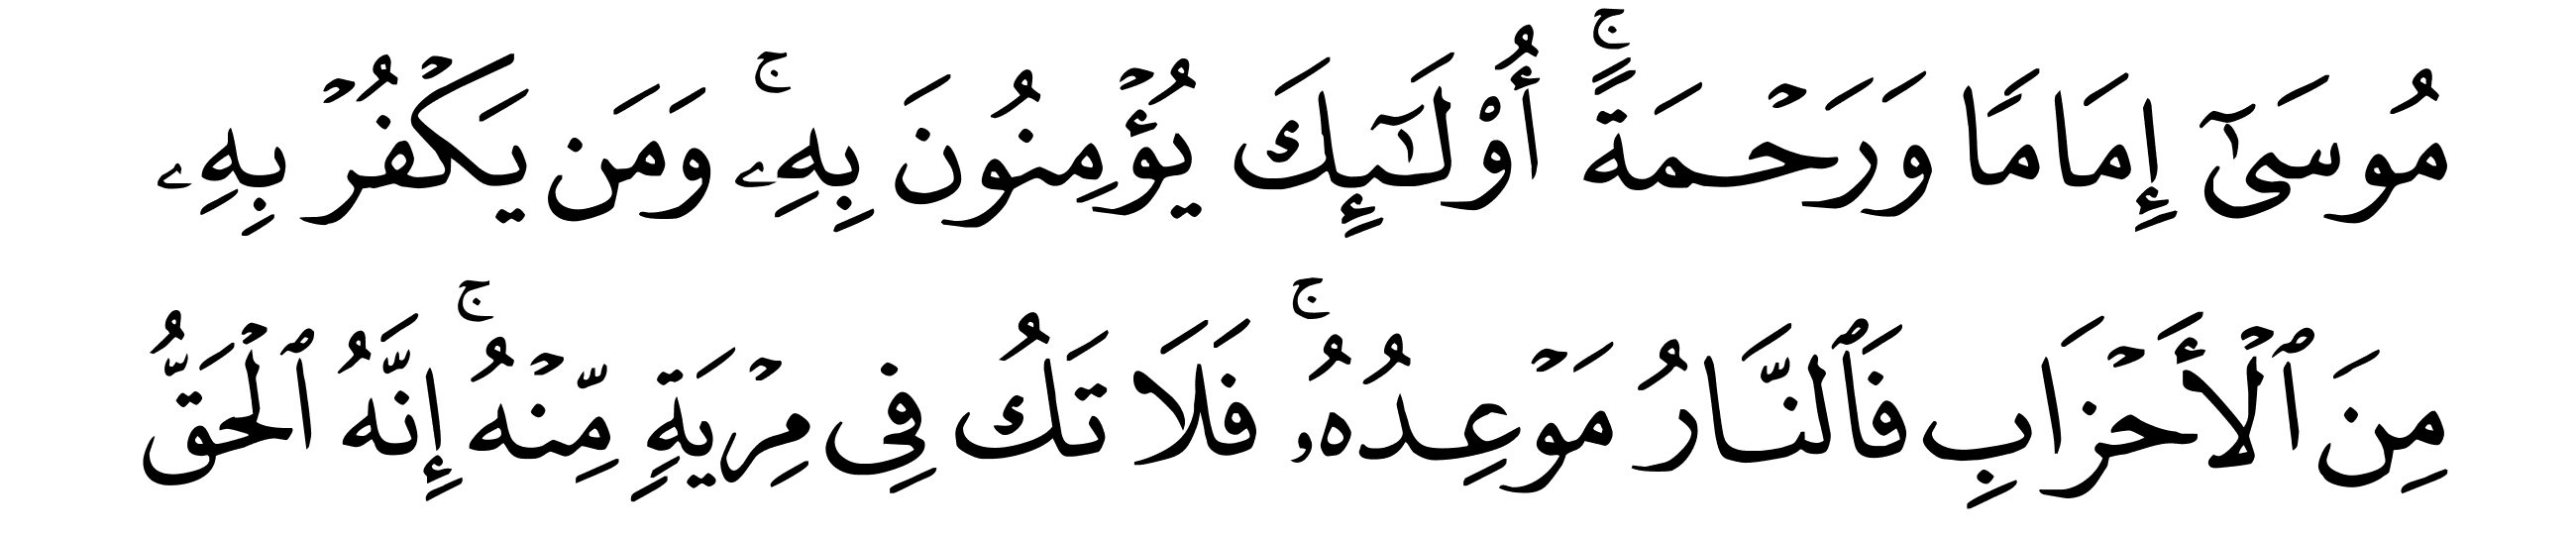 مُوسَىٰٓ إِمَامًا وَرَحۡمَةًۚ أُوْلَـٰٓئِكَ يُؤۡمِنُونَ بِهِۦۚ وَمَن يَكۡفُرۡ بِهِۦ
مِنَ ٱلۡأَحۡزَابِ فَٱلنَّارُ مَوۡعِدُهُۥۚ فَلَا تَكُ فِى مِرۡيَةٍ مِّنۡهُۚ إِنَّهُ ٱلۡحَقُّ